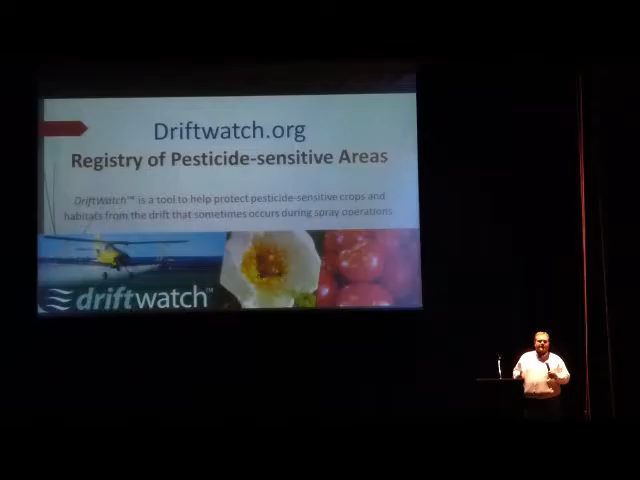 Driftwatch.org
Registry of Pesticide-sensitive Areas
DriftWatch™ is a tool to help protect pesticide-sensitive crops and
habitats from the drift that sometimes occurs during spray operations
driftwatch™